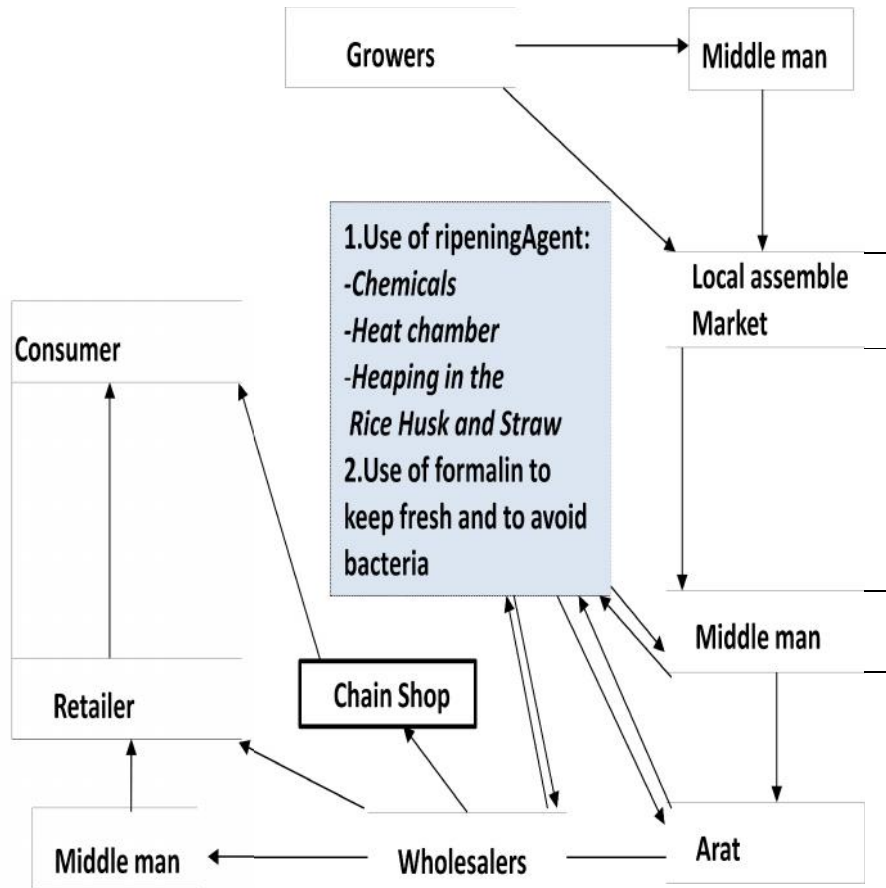 Growers
Middle man
1.Use of ripeningAgent:
-Chemicals
-Heat chamber
-Heaping in the
Rice Husk and Straw
2.Use of formalin to
keep fresh and to avoid
bacteria
Local assemble
Market
Consumer
Middle man
Chain Shop
Retailer
Middle man
Wholesalers
Arat